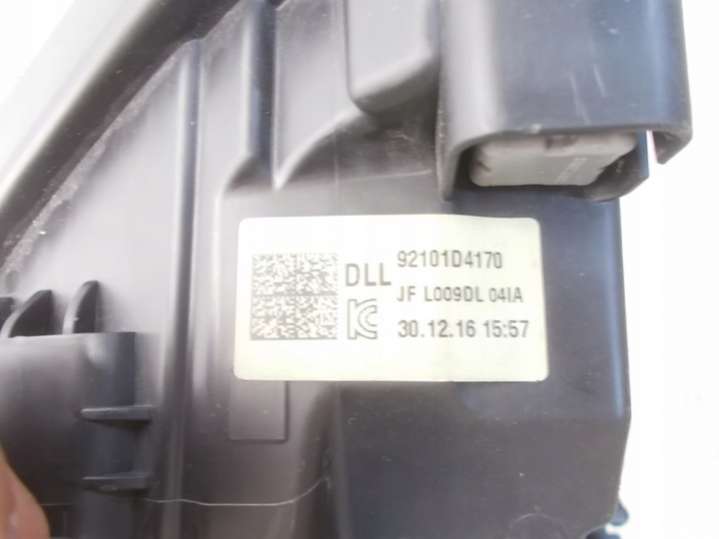 DLL
92101D4170
JF L009DL 04IA
30.12.16 15:57